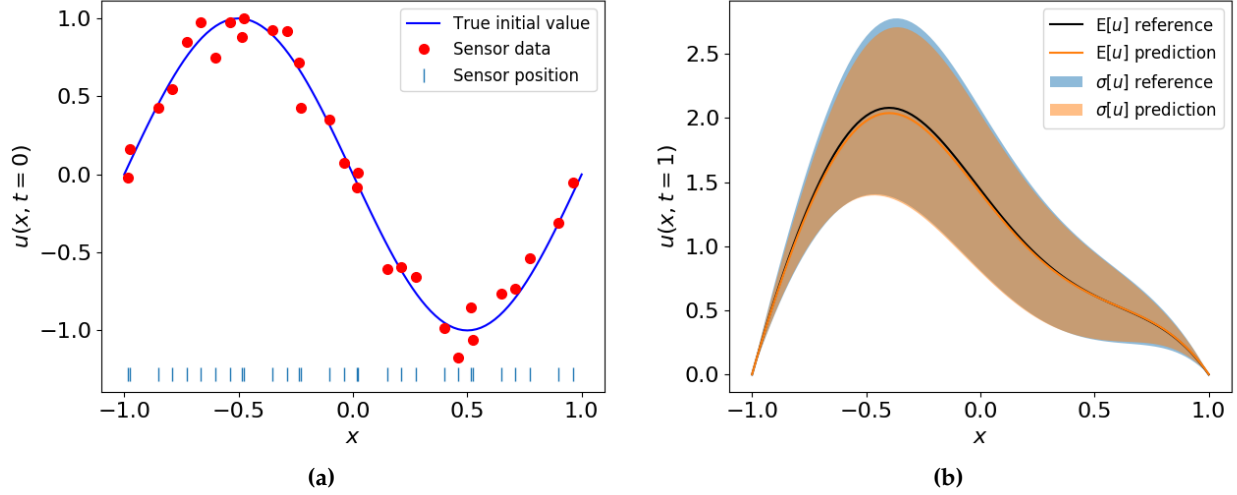 1.0
0.5
0.0
−0.5
−1.0
u(x, t = 0)
True initial value
Sensor data
Sensor position
−1.0 −0.5 0.0 0.5 1.0
x
(a)
2.5
2.0
1.5
1.0
0.5
0.0
u(x, t = 1)
E[u] reference
E[u] prediction
σ[u] reference
σ[u] prediction
−1.0 −0.5 0.0 0.5 1.0
x
(b)